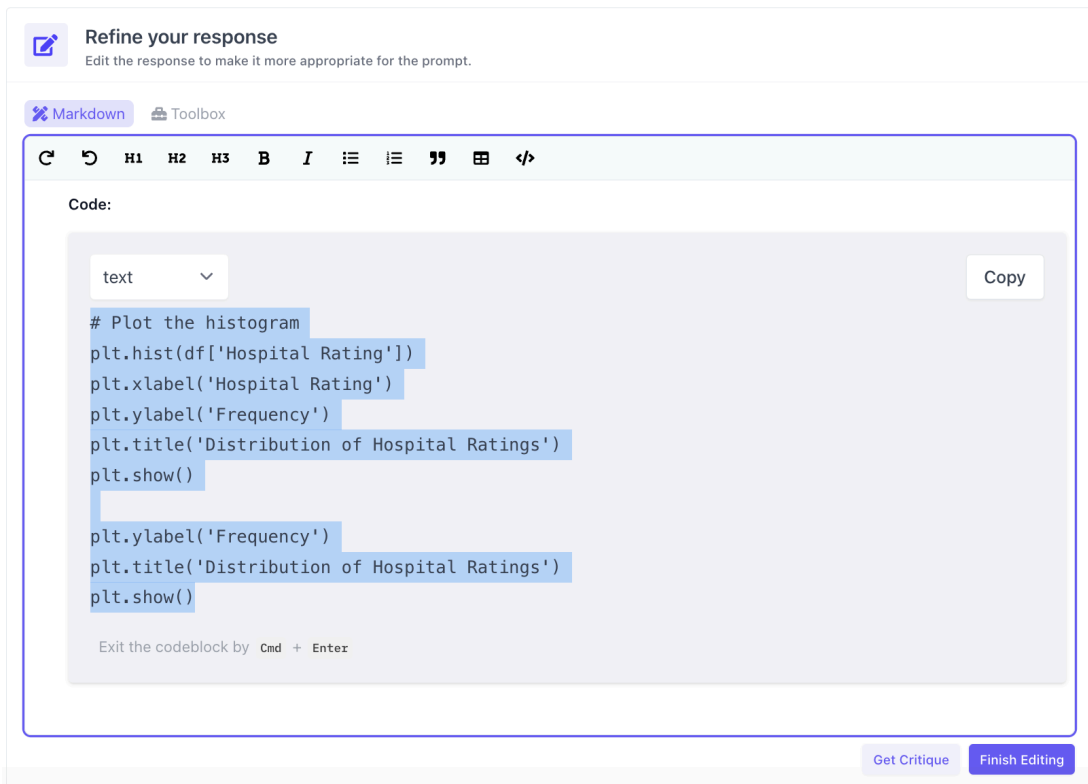 Refine your response
Edit the response to make it more appropriate for the prompt.
Markdown Toolbox
H1 H2 H3 B I
Code:
text Copy
# Plot the histogram
plt.hist(df['Hospital Rating'])
plt.xlabel('Hospital Rating')
plt.ylabel('Frequency')
plt.title('Distribution of Hospital Ratings')
plt.show()

plt.ylabel('Frequency')
plt.title('Distribution of Hospital Ratings')
plt.show()
Exit the codeblock by Cmd + Enter
Get Critique Finish Editing